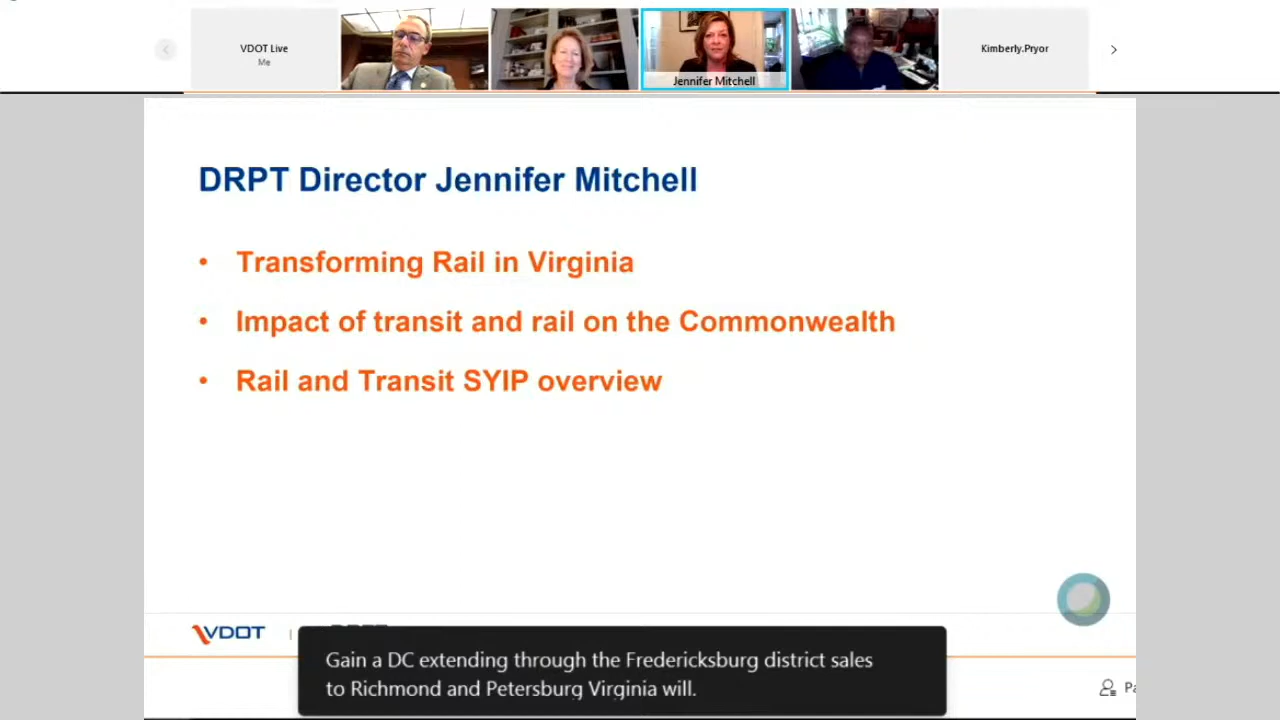 VDOT Live
Me
Jennifer Mitchell
Kimberly.Pryor
DRPT Director Jennifer Mitchell
• Transforming Rail in Virginia
• Impact of transit and rail on the Commonwealth
• Rail and Transit SYIP overview
VDOT |
Gain a DC extending through the Fredericksburg district sales
to Richmond and Petersburg Virginia will.